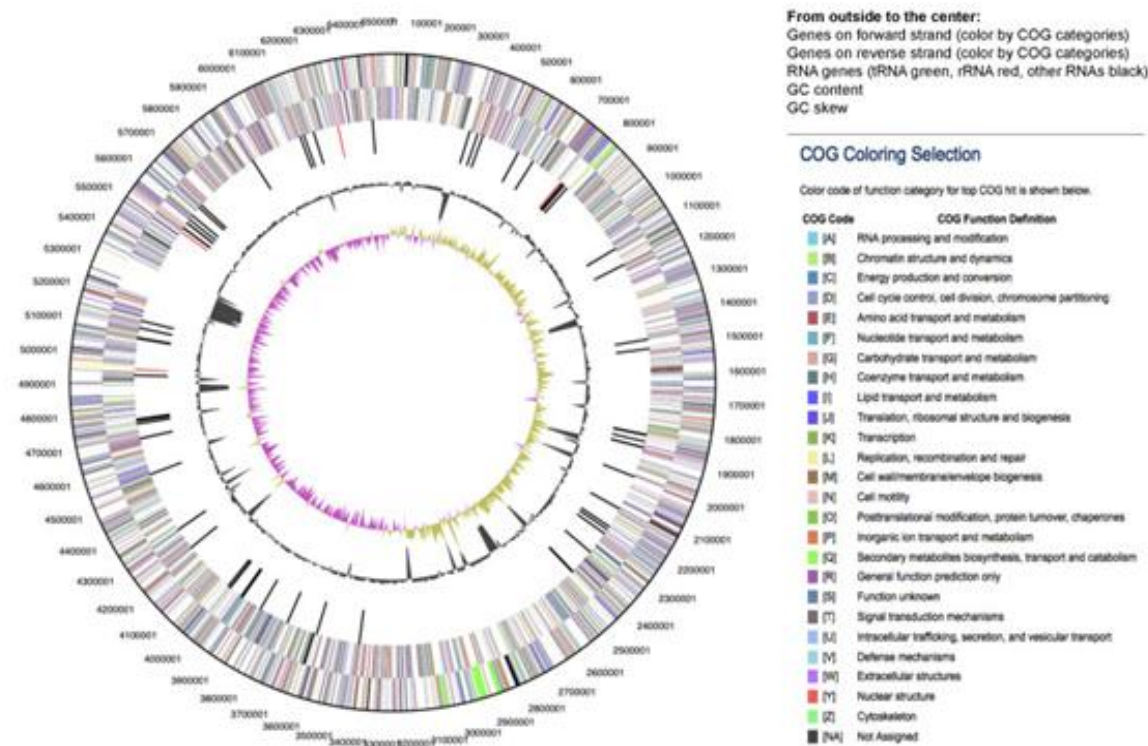 From outside to the center:
Genes on forward strand (color by COG categories)
Genes on reverse strand (color by COG categories)
RNA genes (tRNA green, rRNA red, other RNAs black)
GC content
GC skew
COG Coloring Selection
Color code of function category for top COG hit is shown below.
COG Code COG Function Definition
[A] RNA processing and modification
[B] Chromatin structure and dynamics
[C] Energy production and conversion
[D] Cell cycle control, cell division, chromosome partitioning
[E] Amino acid transport and metabolism
[F] Nucleotide transport and metabolism
[G] Carbohydrate transport and metabolism
[H] Coenzyme transport and metabolism
[I] Lipid transport and metabolism
[J] Translation, ribosomal structure and biogenesis
[K] Transcription
[L] Replication, recombination and repair
[M] Cell wall/membrane/envelope biogenesis
[N] Cell motility
[O] Posttranslational modification, protein turnover, chaperones
[P] Inorganic ion transport and metabolism
[Q] Secondary metabolites biosynthesis, transport and catabolism
[R] General function prediction only
[S] Function unknown
[T] Signal transduction mechanisms
[U] Intracellular trafficking, secretion, and vesicular transport
[V] Defense mechanisms
[W] Extracellular structures
[Y] Nuclear structure
[Z] Cytoskeleton
[NA] Not Assigned
100001
200001
300001
400001
500001
600001
700001
800001
900001
1000001
1100001
1200001
1300001
1400001
1500001
1600001
1700001
1800001
1900001
2000001
2100001
2200001
2300001
2400001
2500001
2600001
2700001
2800001
2900001
3000001
3100001
3400001
3500001
3600001
3700001
3800001
3900001
4000001
4100001
4200001
4300001
4400001
4500001
4600001
4700001
4800001
4900001
5000001
5100001
5200001
5300001
5400001
5500001
5600001
5700001
5800001
5900001
6000001
6100001
6200001
6300001
6400001